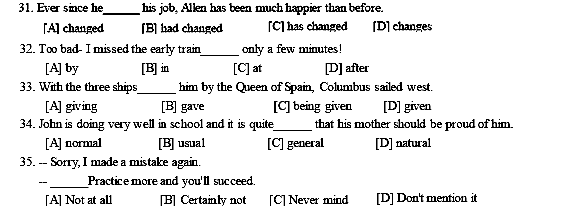 31. Ever since he______ his job, Allen has been much happier than before.
[A] changed [B] had changed [C] has changed [D] changes
32. Too bad- I missed the early train______ only a few minutes!
[A] by [B] in [C] at [D] after
33. With the three ships______ him by the Queen of Spain, Columbus sailed west.
[A] giving [B] gave [C] being given [D] given
34. John is doing very well in school and it is quite______ that his mother should be proud of him.
[A] normal [B] usual [C] general [D] natural
35. -- Sorry, I made a mistake again.
-- ______Practice more and you'll succeed.
[A] Not at all [B] Certainly not [C] Never mind [D] Don't mention it